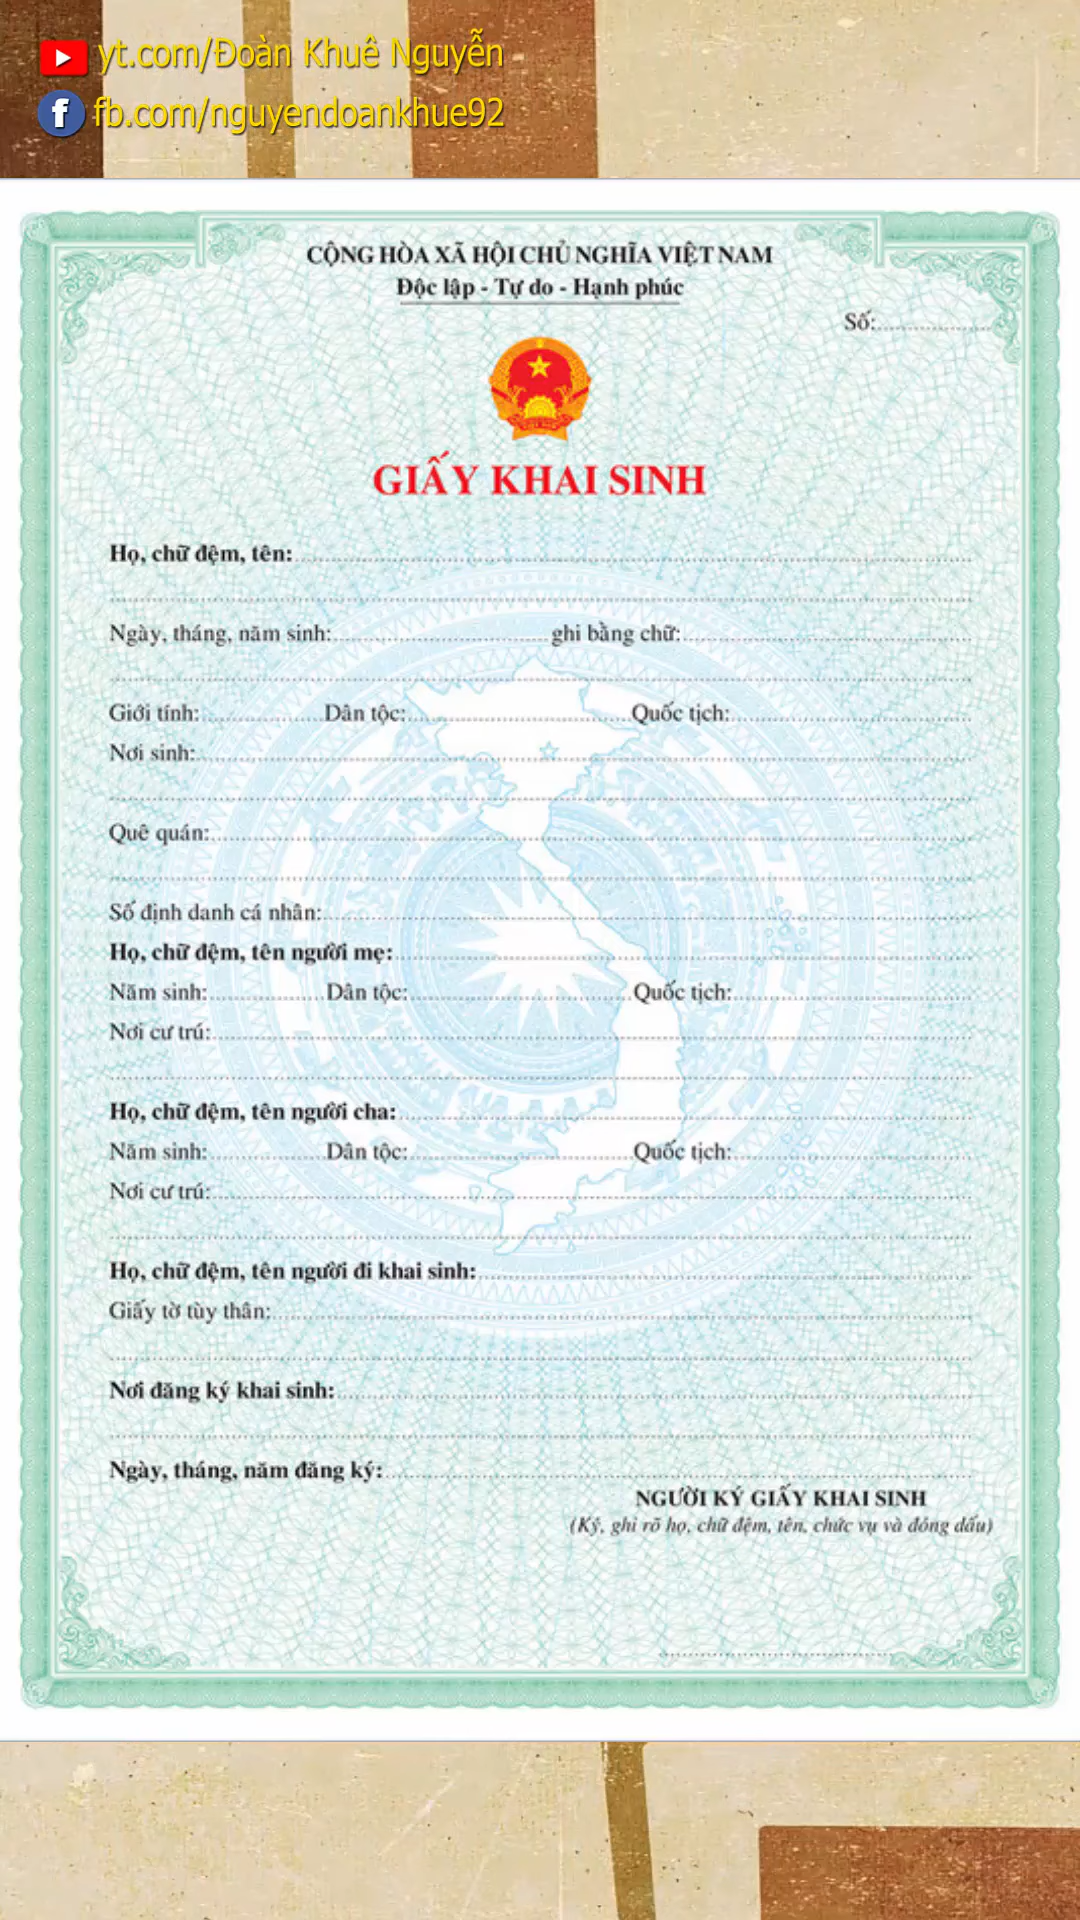 yt.com/Đoàn Khuê Nguyễn
fb.com/nguyendoankhue92
CỘNG HÒA XÃ HỘI CHỦ NGHĨA VIỆT NAM
Độc lập - Tự do - Hạnh phúc
Số:
GIẤY KHAI SINH
Họ, chữ đệm, tên:
Ngày, tháng, năm sinh: ghi bằng chữ:
Giới tính: Dân tộc: Quốc tịch:
Nơi sinh:
Quê quán:
Số định danh cá nhân:
Họ, chữ đệm, tên người mẹ:
Năm sinh: Dân tộc: Quốc tịch:
Nơi cư trú:
Họ, chữ đệm, tên người cha:
Năm sinh: Dân tộc: Quốc tịch:
Nơi cư trú:
Họ, chữ đệm, tên người đi khai sinh:
Giấy tờ tùy thân:
Nơi đăng ký khai sinh:
Ngày, tháng, năm đăng ký:
NGƯỜI KÝ GIẤY KHAI SINH
(Ký, ghi rõ họ, chữ đệm, tên, chức vụ và đóng dấu)